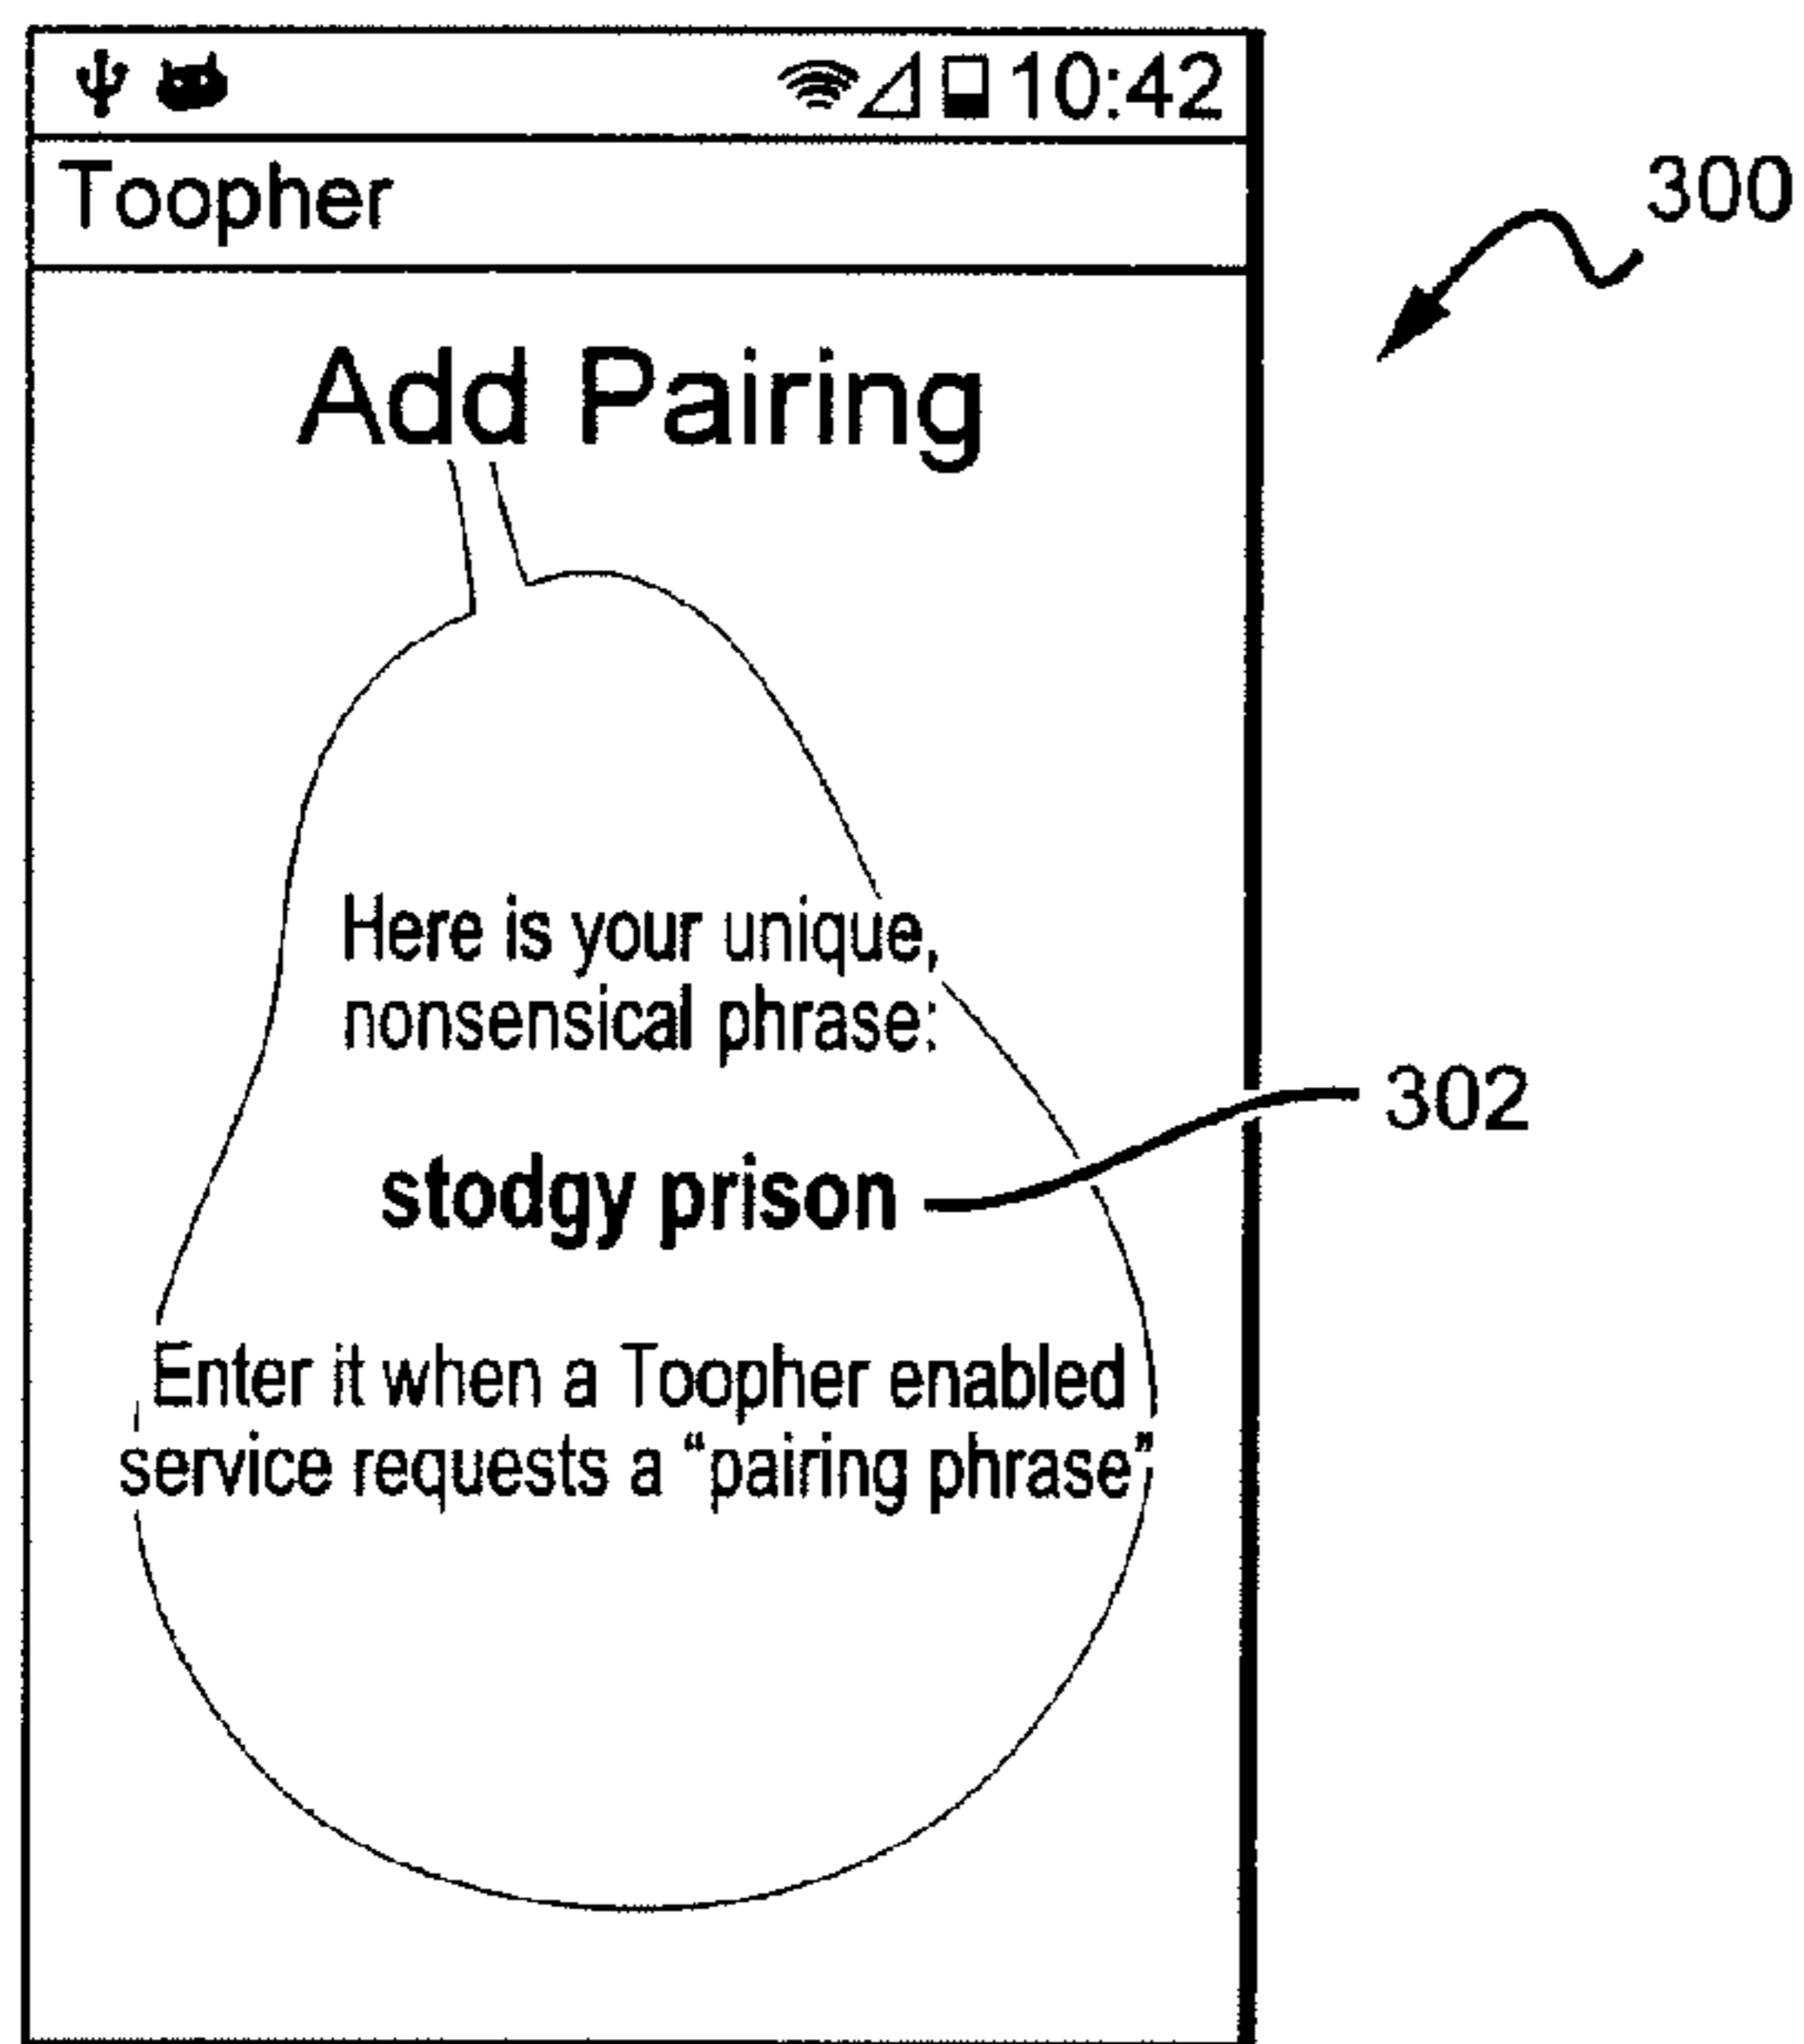 10:42
Toopher
300
Add Pairing
Here is your unique,
nonsensical phrase:
302
stodgy prison
Enter it when a Toopher enabled
service requests a “pairing phrase”